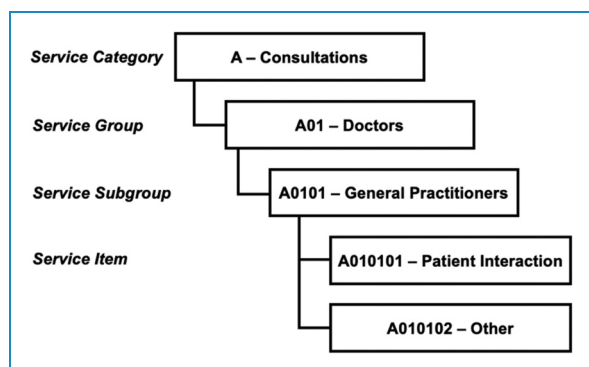 Service Category
A – Consultations
Service Group
A01 – Doctors
Service Subgroup
A0101 – General Practitioners
Service Item
A010101 – Patient Interaction
A010102 – Other